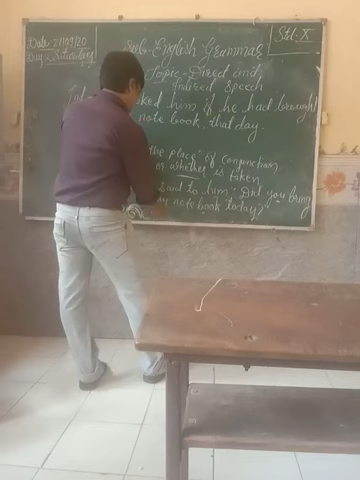 Date - 21/09/20
Day - Saturday
Std: X
Sub:- English Grammar
Topic - Direct and
Indirect Speech
asked him if he had brought
note book, that day.
the place of conjunction
or whether is taken
said to him "Did you bring
my note book today?"